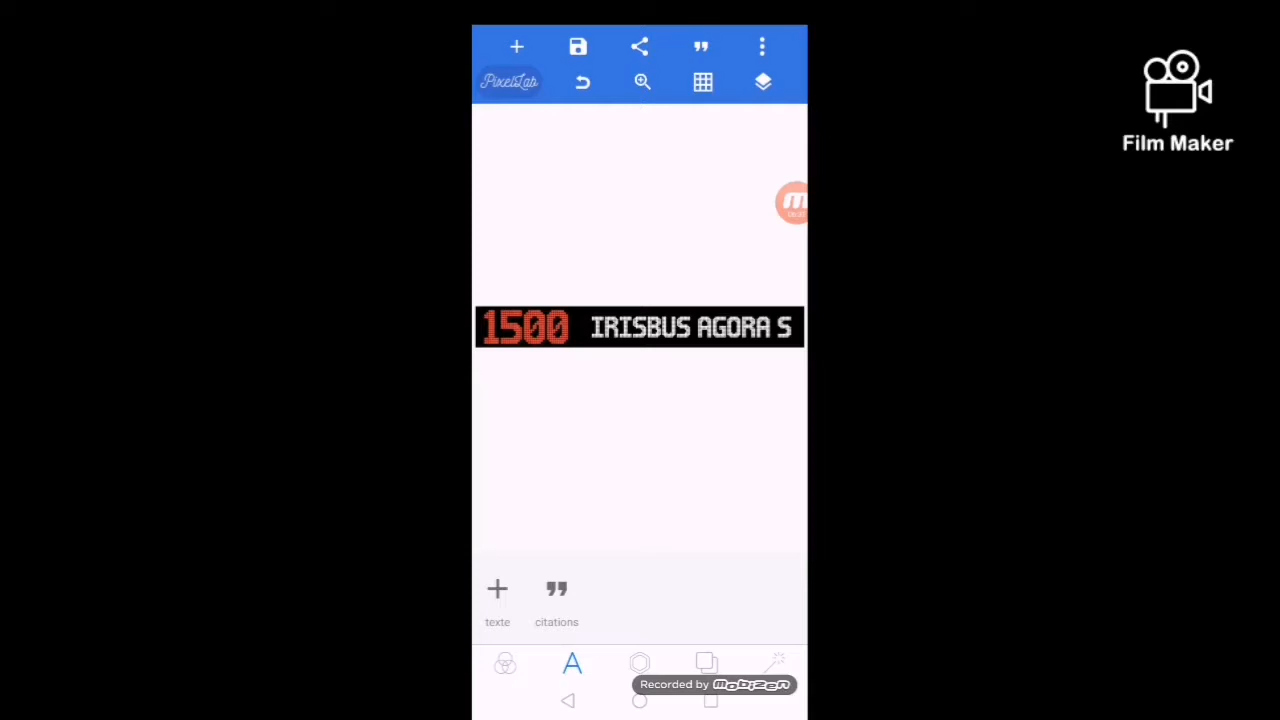 PixelLab
Film Maker
1500 IRISBUS AGORA S
texte citations
Recorded by mobizen